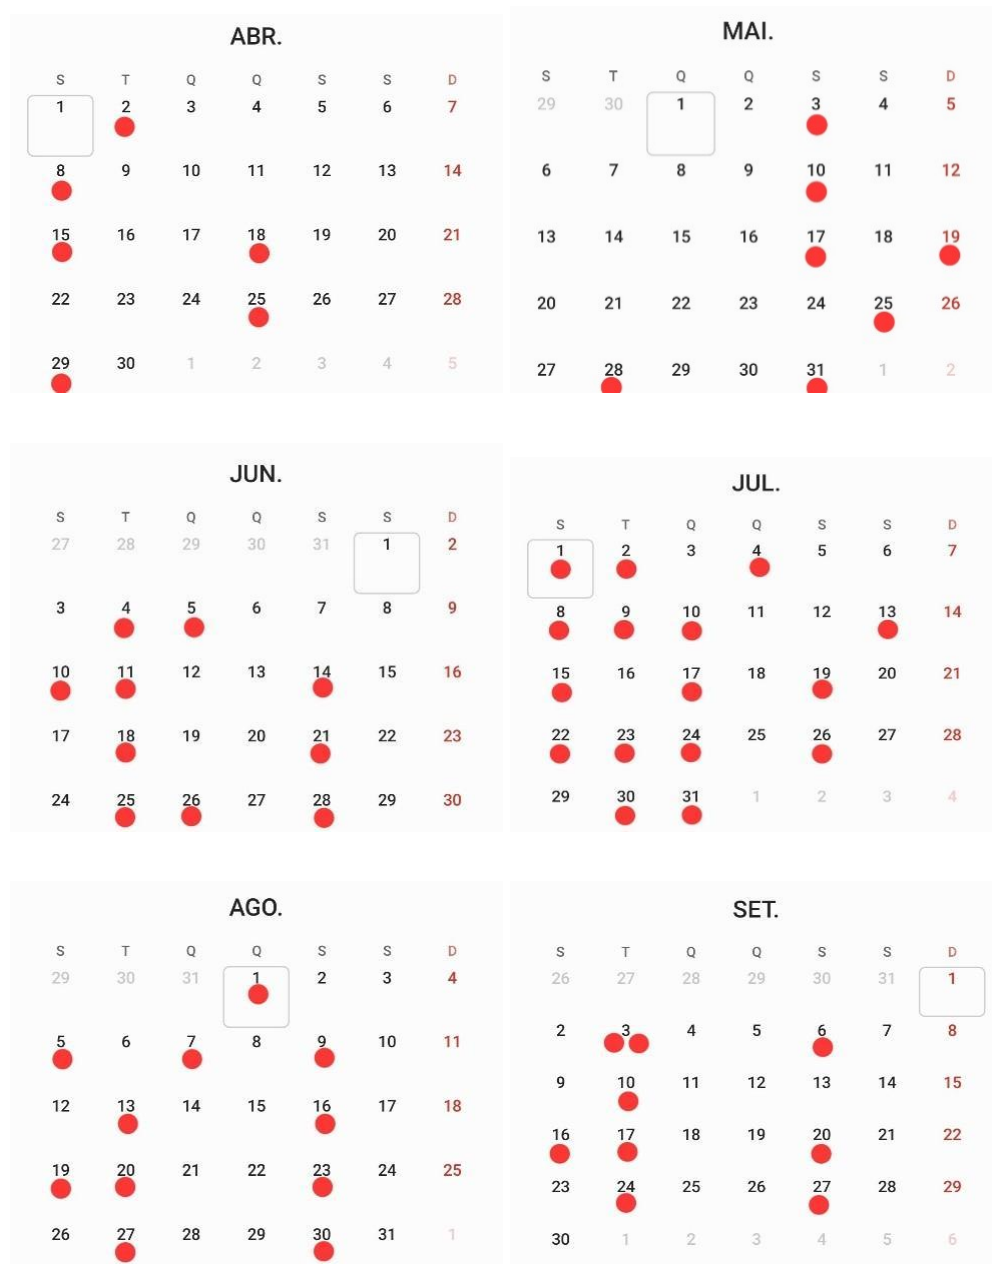 ABR.
S T Q Q S S D
1 2 3 4 5 6 7
8 9 10 11 12 13 14
15 16 17 18 19 20 21
22 23 24 25 26 27 28
29 30 1 2 3 4 5
MAI.
S T Q Q S S D
29 30 1 2 3 4 5
6 7 8 9 10 11 12
13 14 15 16 17 18 19
20 21 22 23 24 25 26
27 28 29 30 31 1 2
JUN.
S T Q Q S S D
27 28 29 30 31 1 2
3 4 5 6 7 8 9
10 11 12 13 14 15 16
17 18 19 20 21 22 23
24 25 26 27 28 29 30
JUL.
S T Q Q S S D
1 2 3 4 5 6 7
8 9 10 11 12 13 14
15 16 17 18 19 20 21
22 23 24 25 26 27 28
29 30 31 1 2 3 4
AGO.
S T Q Q S S D
29 30 31 1 2 3 4
5 6 7 8 9 10 11
12 13 14 15 16 17 18
19 20 21 22 23 24 25
26 27 28 29 30 31 1
SET.
S T Q Q S S D
26 27 28 29 30 31 1
2 3 4 5 6 7 8
9 10 11 12 13 14 15
16 17 18 19 20 21 22
23 24 25 26 27 28 29
30 1 2 3 4 5 6